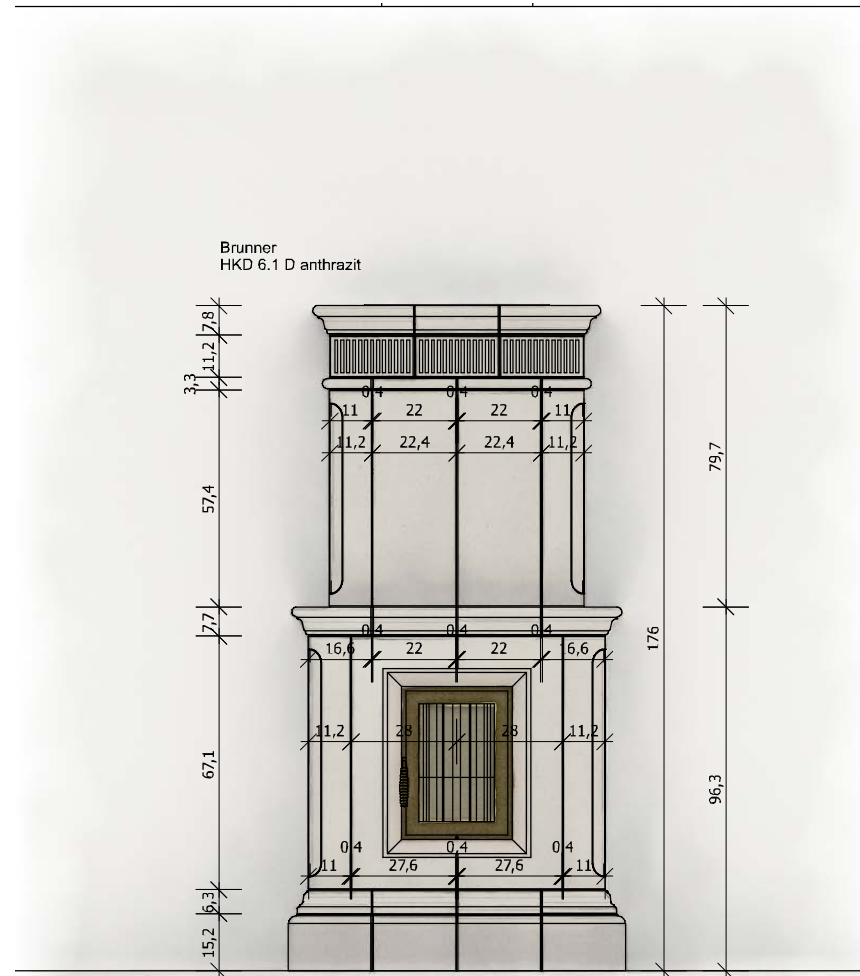 Brunner
HKD 6.1 D anthrazit
7,8
11,2
3,3
0,4 0,4 0,4
11 22 22 11
11,2 22,4 22,4 11,2
57,4
79,7
7,7
0,4 0,4 0,4
16,6 22 22 16,6
176
11,2 28 28 11,2
67,1
96,3
0,4 0,4 0,4
11 27,6 27,6 11
6,3
15,2